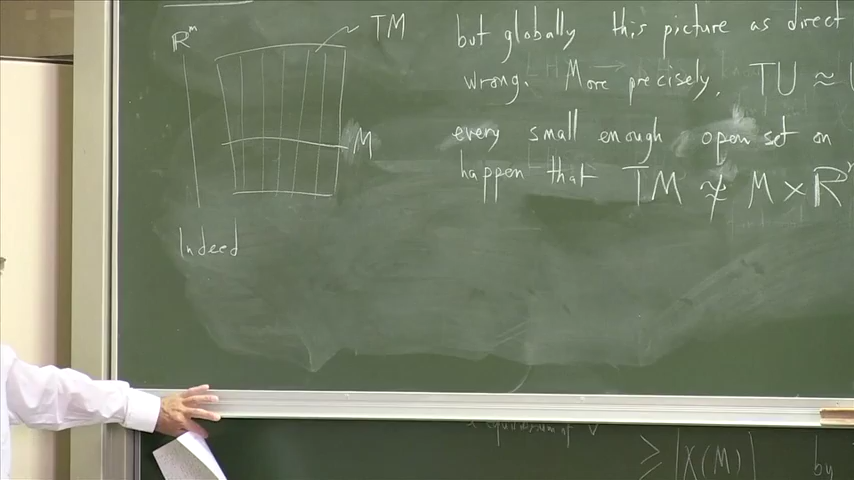 ℝᵐ
TM
M
Indeed
but globally this picture as direct
wrong. More precisely, TU ≈
every small enough open set on
happen that TM ≉ M × ℝ
≥ |χ(M)| by